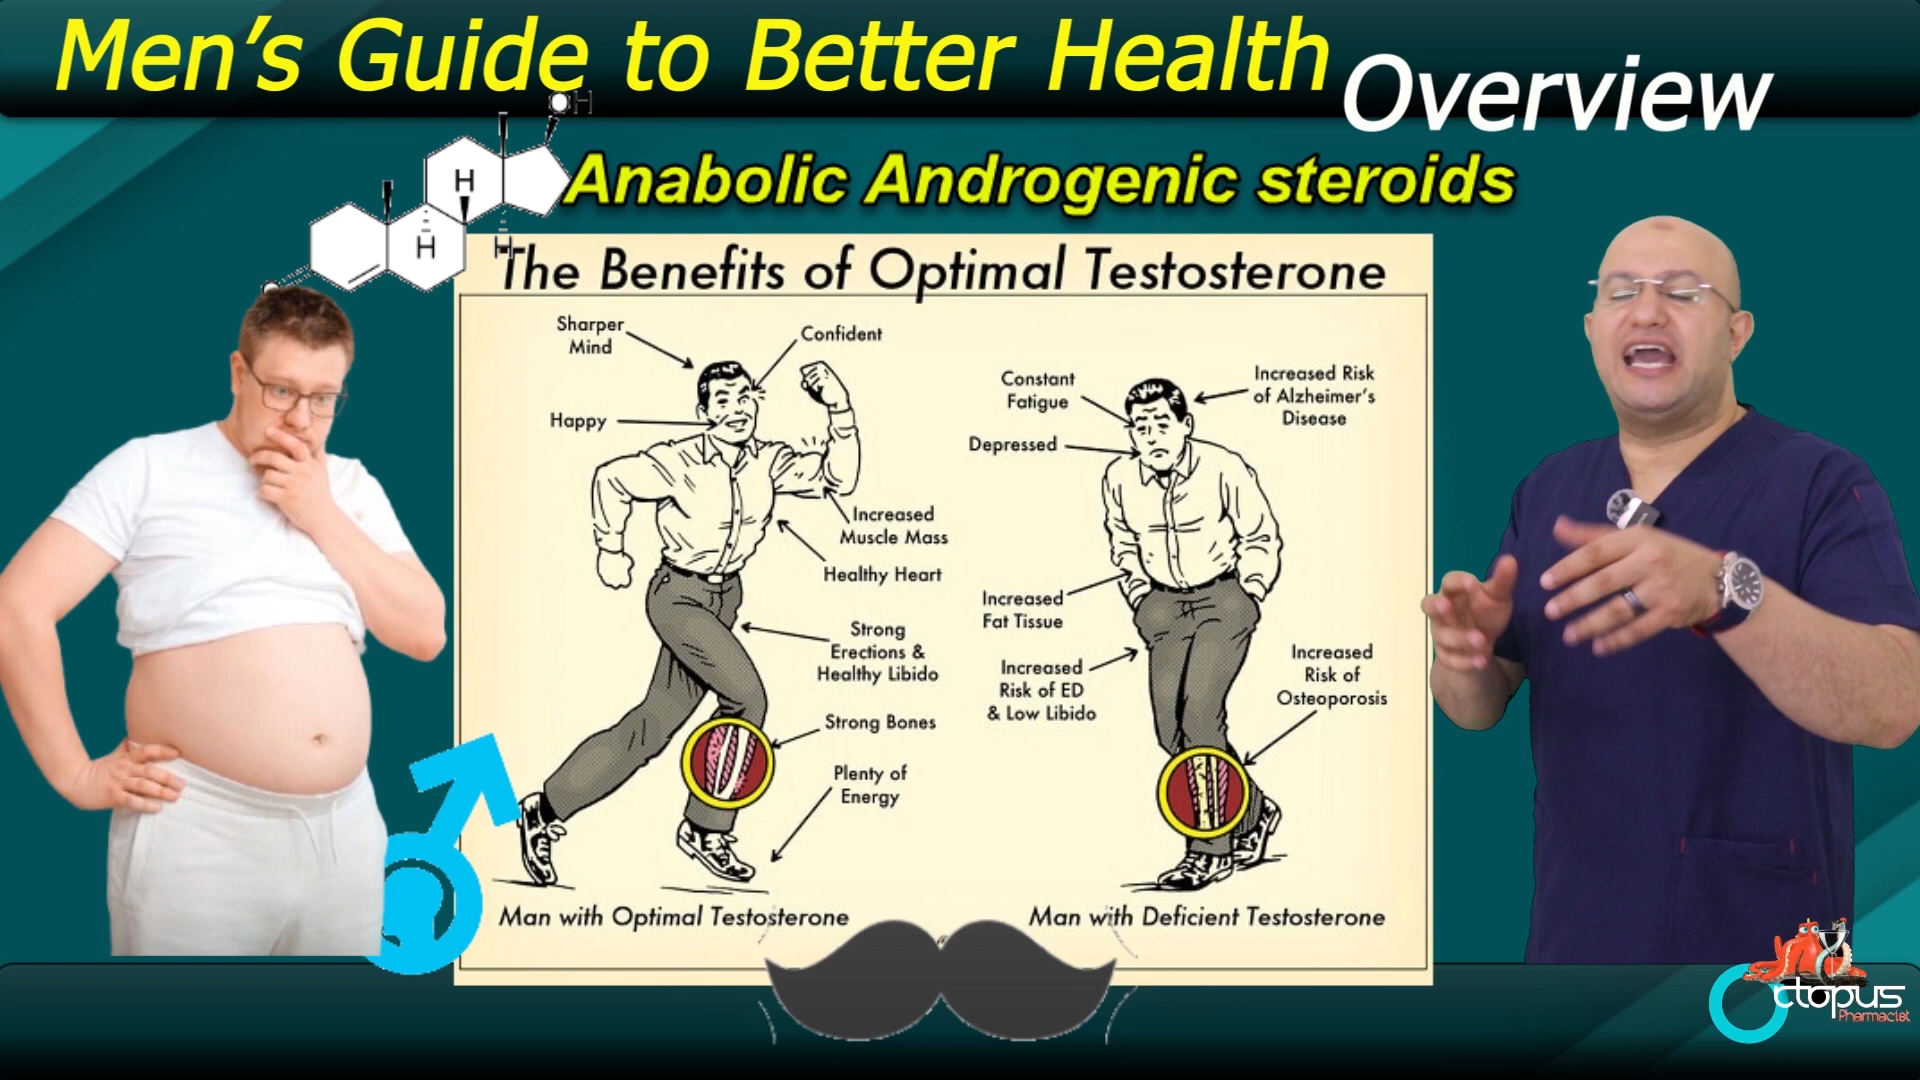 Men's Guide to Better Health
Overview
OH
Anabolic Androgenic steroids
H
H
H
The Benefits of Optimal Testosterone
Sharper
Mind
Confident
Happy
Increased
Muscle Mass
Healthy Heart
Strong
Erections &
Healthy Libido
Strong Bones
Plenty of
Energy
Man with Optimal Testosterone
Constant
Fatigue
Increased Risk
of Alzheimer's
Disease
Depressed
Increased
Fat Tissue
Increased
Risk of ED
& Low Libido
Increased
Risk of
Osteoporosis
Man with Deficient Testosterone
Octopus
Pharmacist